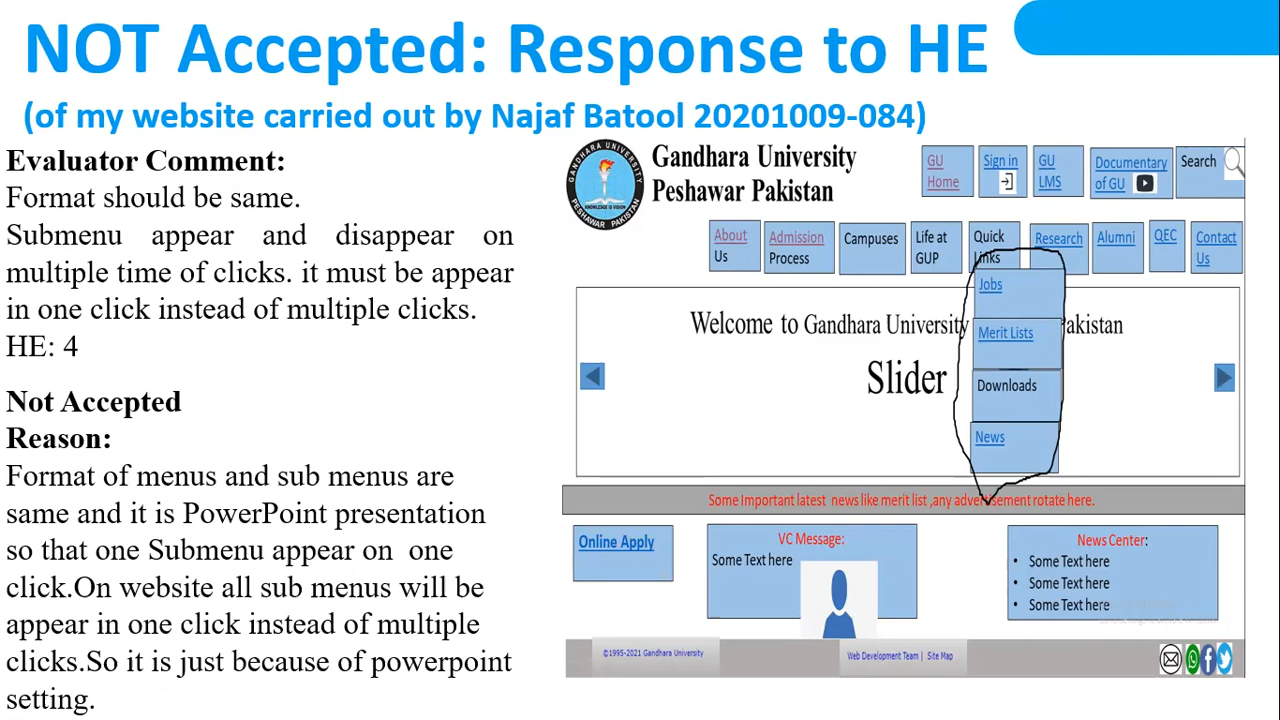 NOT Accepted: Response to HE
(of my website carried out by Najaf Batool 20201009-084)
Evaluator Comment:
Format should be same.
Submenu appear and disappear on
multiple time of clicks. it must be appear
in one click instead of multiple clicks.
HE: 4
Not Accepted
Reason:
Format of menus and sub menus are
same and it is PowerPoint presentation
so that one Submenu appear on one
click.On website all sub menus will be
appear in one click instead of multiple
clicks.So it is just because of powerpoint
setting.
GANDHARA UNIVERSITY
KNOWLEDGE IS VISION
PESHAWAR PAKISTAN
Gandhara University
Peshawar Pakistan
GU
Home
Sign in
GU
LMS
Documentary
of GU
Search
About
Us
Admission
Process
Campuses
Life at
GUP
Quick
Links
Research
Alumni
QEC
Contact
Us
Jobs
Merit Lists
Downloads
News
Welcome to Gandhara University Pakistan
Slider
Some Important latest news like merit list ,any advertisement rotate here.
Online Apply
VC Message:
Some Text here
News Center:
• Some Text here
• Some Text here
• Some Text here
©1995-2021 Gandhara University
Web Development Team | Site Map